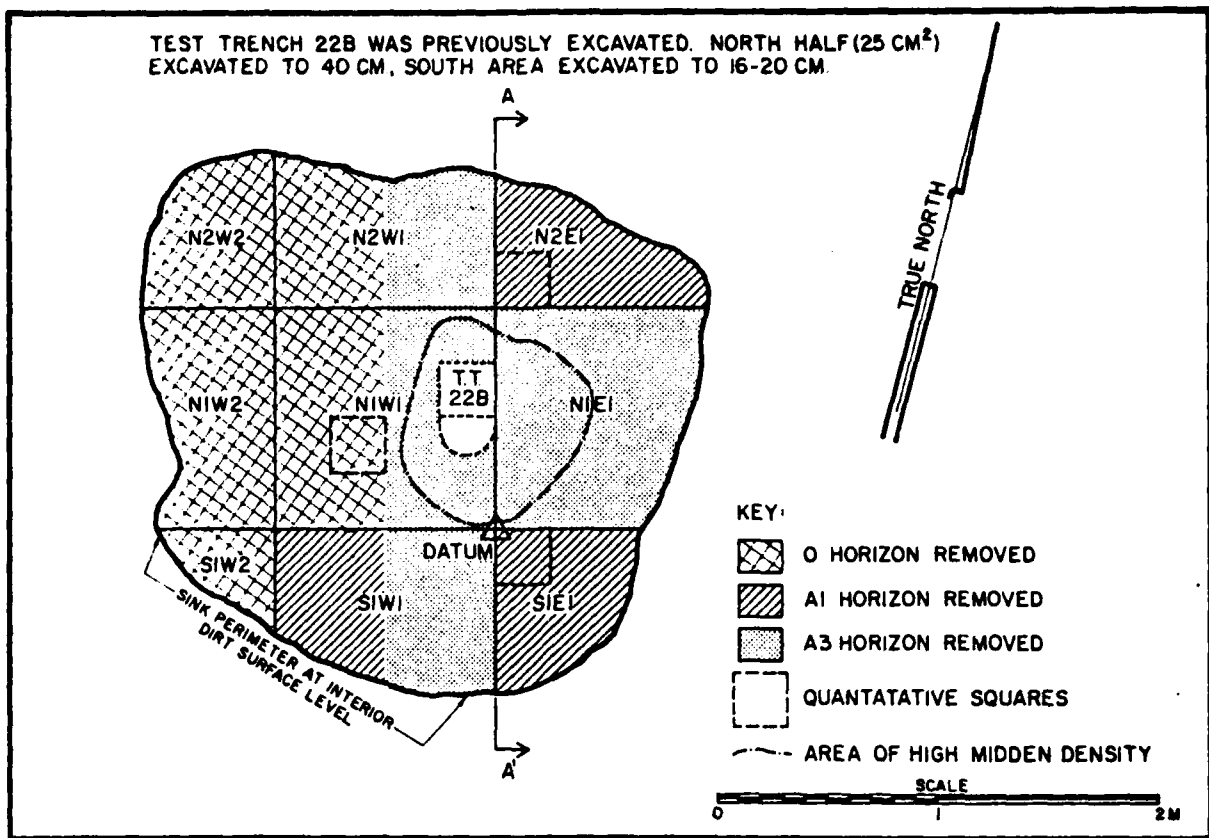 TEST TRENCH 22B WAS PREVIOUSLY EXCAVATED. NORTH HALF (25 CM²)
EXCAVATED TO 40 CM, SOUTH AREA EXCAVATED TO 16-20 CM.
A
TRUE NORTH
N2W2
N2W1
N2E1
T.T.
22B
N1W2
N1W1
N1E1
DATUM
S1W2
S1W1
S1E1
SINK PERIMETER AT INTERIOR
DIRT SURFACE LEVEL
A'
KEY:
O HORIZON REMOVED
A1 HORIZON REMOVED
A3 HORIZON REMOVED
QUANTATATIVE SQUARES
AREA OF HIGH MIDDEN DENSITY
SCALE
0 1 2M